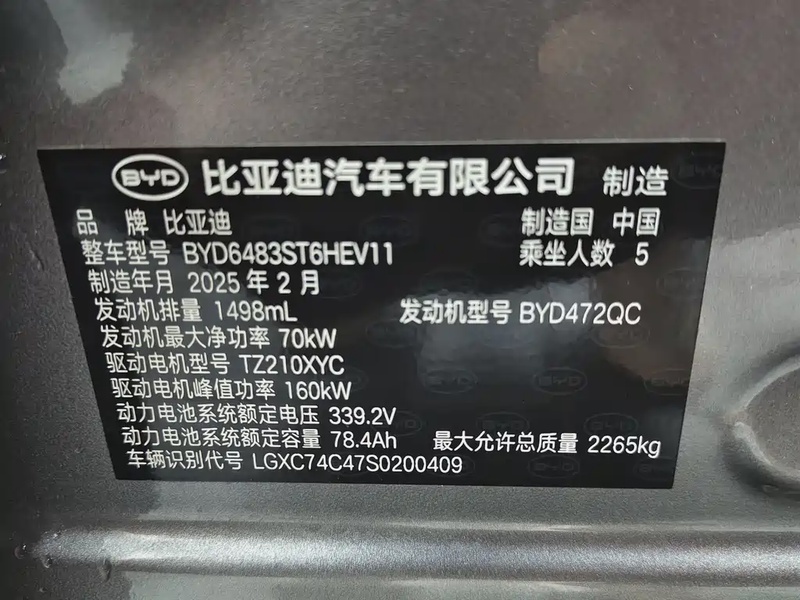 BYD 比亚迪汽车有限公司 制造
品 牌 比亚迪 制造国 中国
整车型号 BYD6483ST6HEV11 乘坐人数 5
制造年月 2025 年 2 月
发动机排量 1498mL 发动机型号 BYD472QC
发动机最大净功率 70kW
驱动电机型号 TZ210XYC
驱动电机峰值功率 160kW
动力电池系统额定电压 339.2V
动力电池系统额定容量 78.4Ah 最大允许总质量 2265kg
车辆识别代号 LGXC74C47S0200409